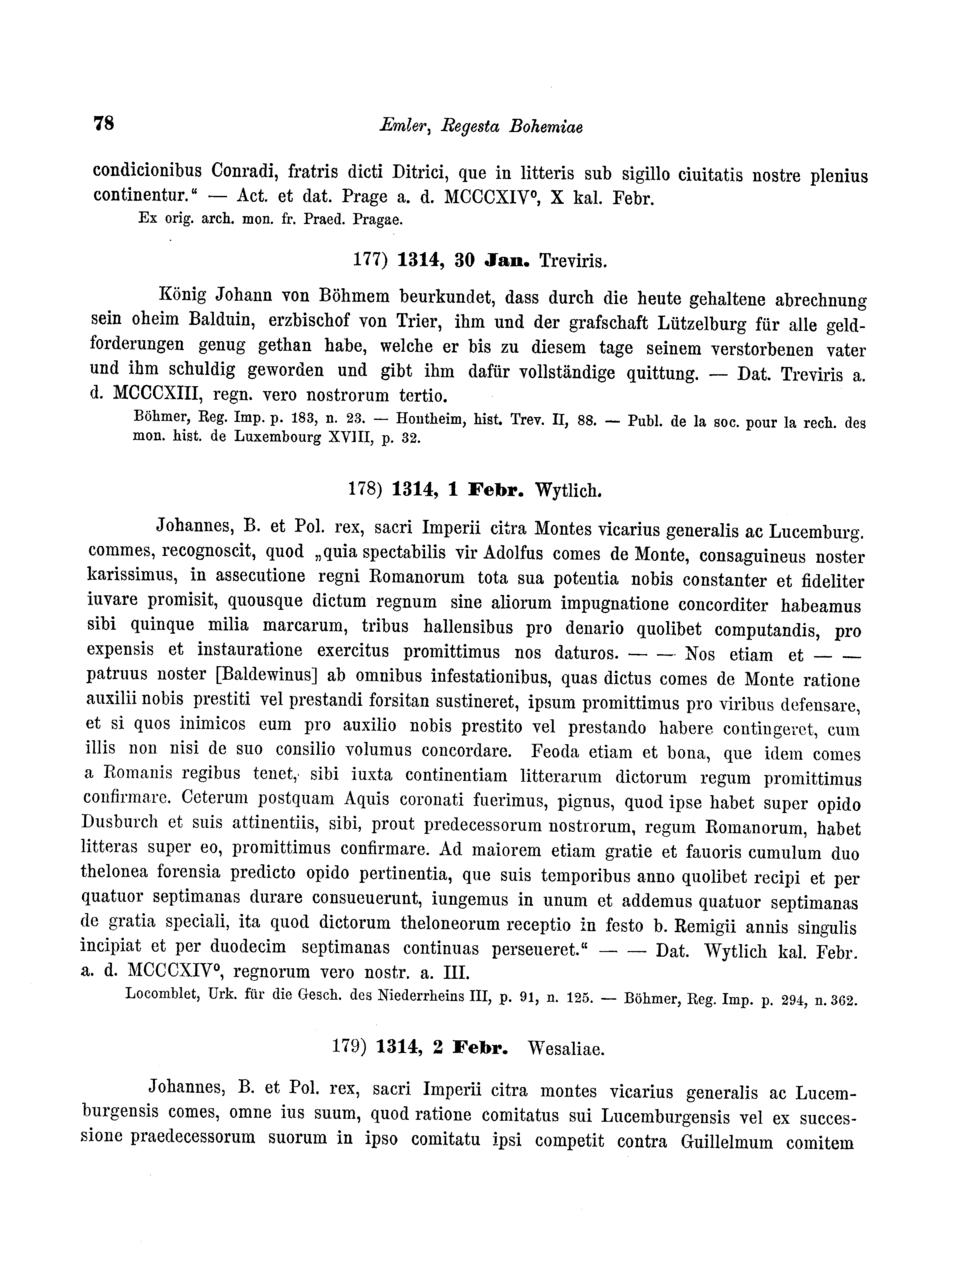 78
Emler, Regesta Bohemiae
condicionibus Conradi, fratris dicti Ditrici, que in litteris sub sigillo ciuitatis nostre plenius
continentur.“ — Act. et dat. Prage a. d. MCCCXIV⁰, X kal. Febr.
Ex orig. arch. mon. fr. Praed. Pragae.
177) 1314, 30 Jan. Treviris.
König Johann von Böhmem beurkundet, dass durch die heute gehaltene abrechnung
sein oheim Balduin, erzbischof von Trier, ihm und der grafschaft Lützelburg für alle geld-
forderungen genug gethan habe, welche er bis zu diesem tage seinem verstorbenen vater
und ihm schuldig geworden und gibt ihm dafür vollständige quittung. — Dat. Treviris a.
d. MCCCXIII, regn. vero nostrorum tertio.
Böhmer, Reg. Imp. p. 183, n. 23. — Hontheim, hist. Trev. II, 88. — Publ. de la soc. pour la rech. des
mon. hist. de Luxembourg XVIII, p. 32.
178) 1314, 1 Febr. Wytlich.
Johannes, B. et Pol. rex, sacri Imperii citra Montes vicarius generalis ac Lucemburg.
commes, recognoscit, quod „quia spectabilis vir Adolfus comes de Monte, consaguineus noster
karissimus, in assecutione regni Romanorum tota sua potentia nobis constanter et fideliter
iuvare promisit, quousque dictum regnum sine aliorum impugnatione concorditer habeamus
sibi quinque milia marcarum, tribus hallensibus pro denario quolibet computandis, pro
expensis et instauratione exercitus promittimus nos daturos. — — Nos etiam et — —
patruus noster [Baldewinus] ab omnibus infestationibus, quas dictus comes de Monte ratione
auxilii nobis prestiti vel prestandi forsitan sustineret, ipsum promittimus pro viribus defensare,
et si quos inimicos eum pro auxilio nobis prestito vel prestando habere contingeret, cum
illis non nisi de suo consilio volumus concordare. Feoda etiam et bona, que idem comes
a Romanis regibus tenet, sibi iuxta continentiam litterarum dictorum regum promittimus
confirmare. Ceterum postquam Aquis coronati fuerimus, pignus, quod ipse habet super opido
Dusburch et suis attinentiis, sibi, prout predecessorum nostrorum, regum Romanorum, habet
litteras super eo, promittimus confirmare. Ad maiorem etiam gratie et fauoris cumulum duo
thelonea forensia predicto opido pertinentia, que suis temporibus anno quolibet recipi et per
quatuor septimanas durare consueuerunt, iungemus in unum et addemus quatuor septimanas
de gratia speciali, ita quod dictorum theloneorum receptio in festo b. Remigii annis singulis
incipiat et per duodecim septimanas continuas perseueret.“ — — Dat. Wytlich kal. Febr.
a. d. MCCCXIV⁰, regnorum vero nostr. a. III.
Locomblet, Urk. für die Gesch. des Niederrheins III, p. 91, n. 125. — Böhmer, Reg. Imp. p. 294, n. 362.
179) 1314, 2 Febr. Wesaliae.
Johannes, B. et Pol. rex, sacri Imperii citra montes vicarius generalis ac Lucem-
burgensis comes, omne ius suum, quod ratione comitatus sui Lucemburgensis vel ex succes-
sione praedecessorum suorum in ipso comitatu ipsi competit contra Guillelmum comitem